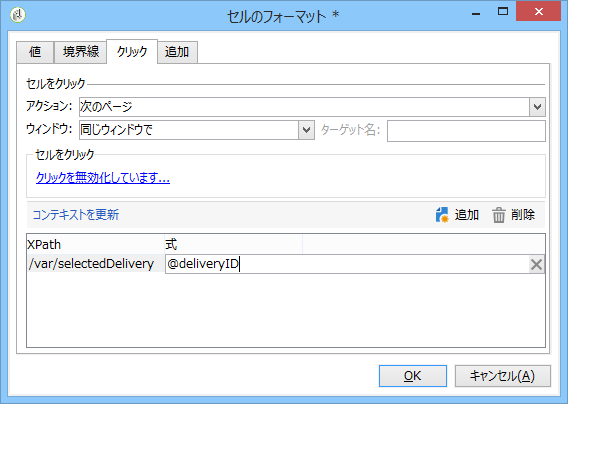 セルのフォーマット *
値 境界線 クリック 追加
セルをクリック
アクション: 次のページ
ウィンドウ: 同じウィンドウで ターゲット名:
セルをクリック
クリックを無効化しています...
コンテキストを更新 追加 削除
XPath 式
/var/selectedDelivery @deliveryID
OK キャンセル(A)